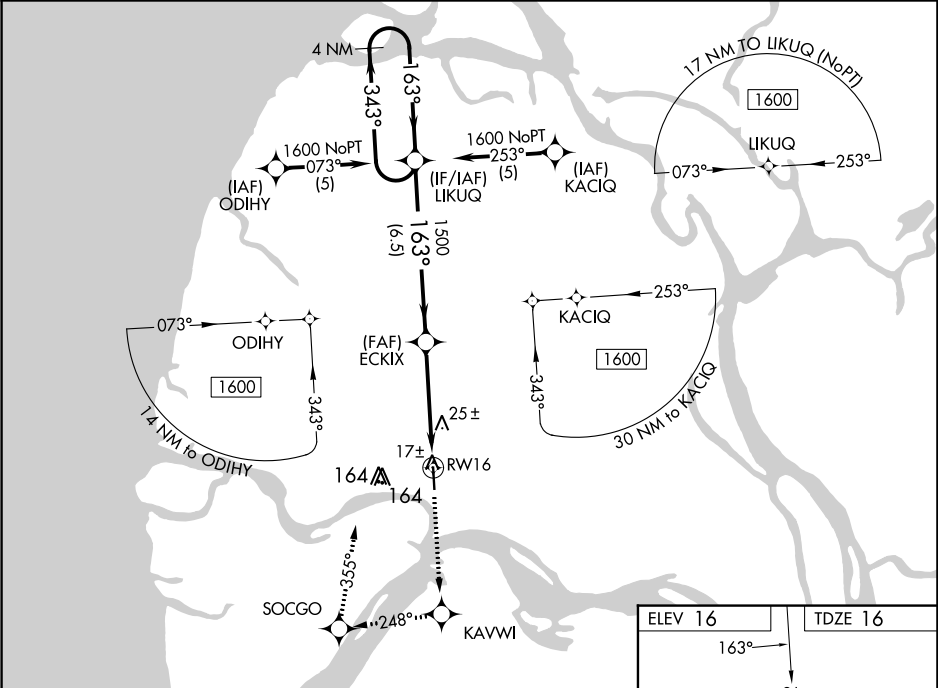 4 NM
343°
163°
17 NM TO LIKUQ (NoPT)
1600
LIKUQ
073°
253°
1600 NoPT
073°
(5)
(IAF)
ODIHY
1600 NoPT
253°
(5)
(IAF)
KACIQ
(IF/IAF)
LIKUQ
1500
163°
(6.5)
073°
ODIHY
1600
343°
14 NM to ODIHY
253°
KACIQ
1600
343°
30 NM to KACIQ
(FAF)
ECKIX
25 ±
17±
RW16
164
164
355°
SOCGO
248°
KAVWI
ELEV 16
TDZE 16
163°